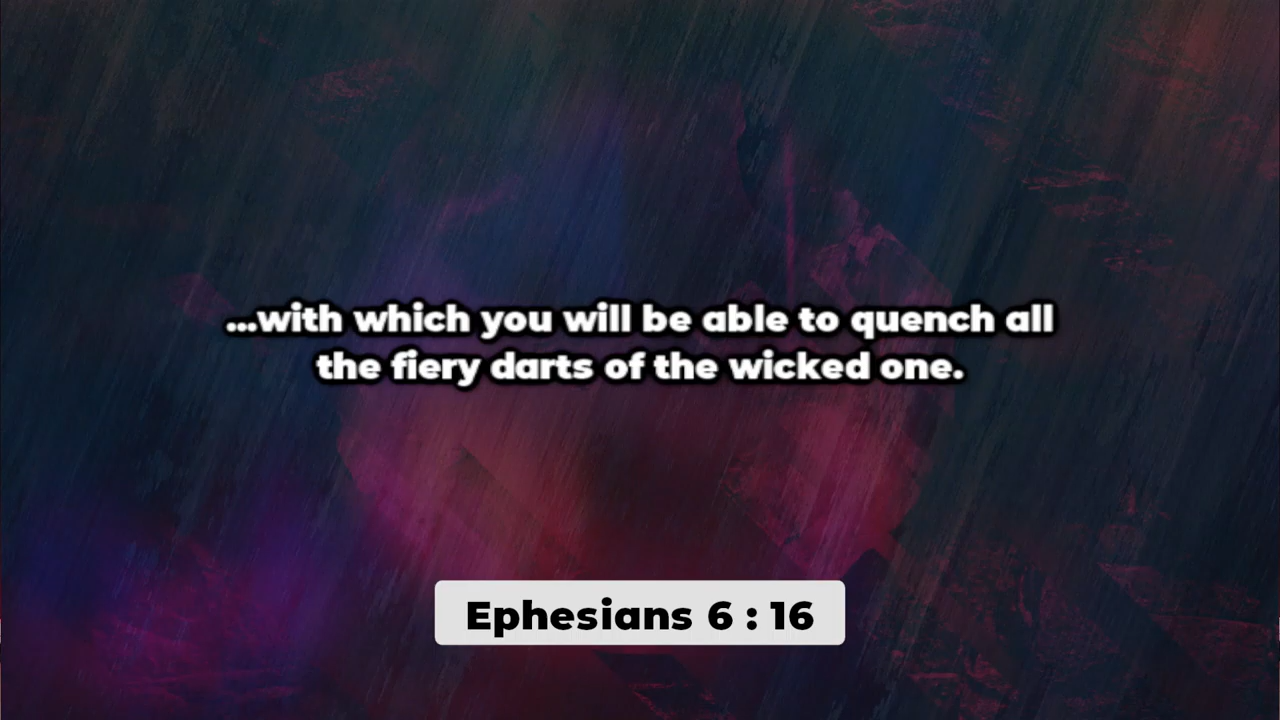 ...with which you will be able to quench all
the fiery darts of the wicked one.
Ephesians 6 : 16